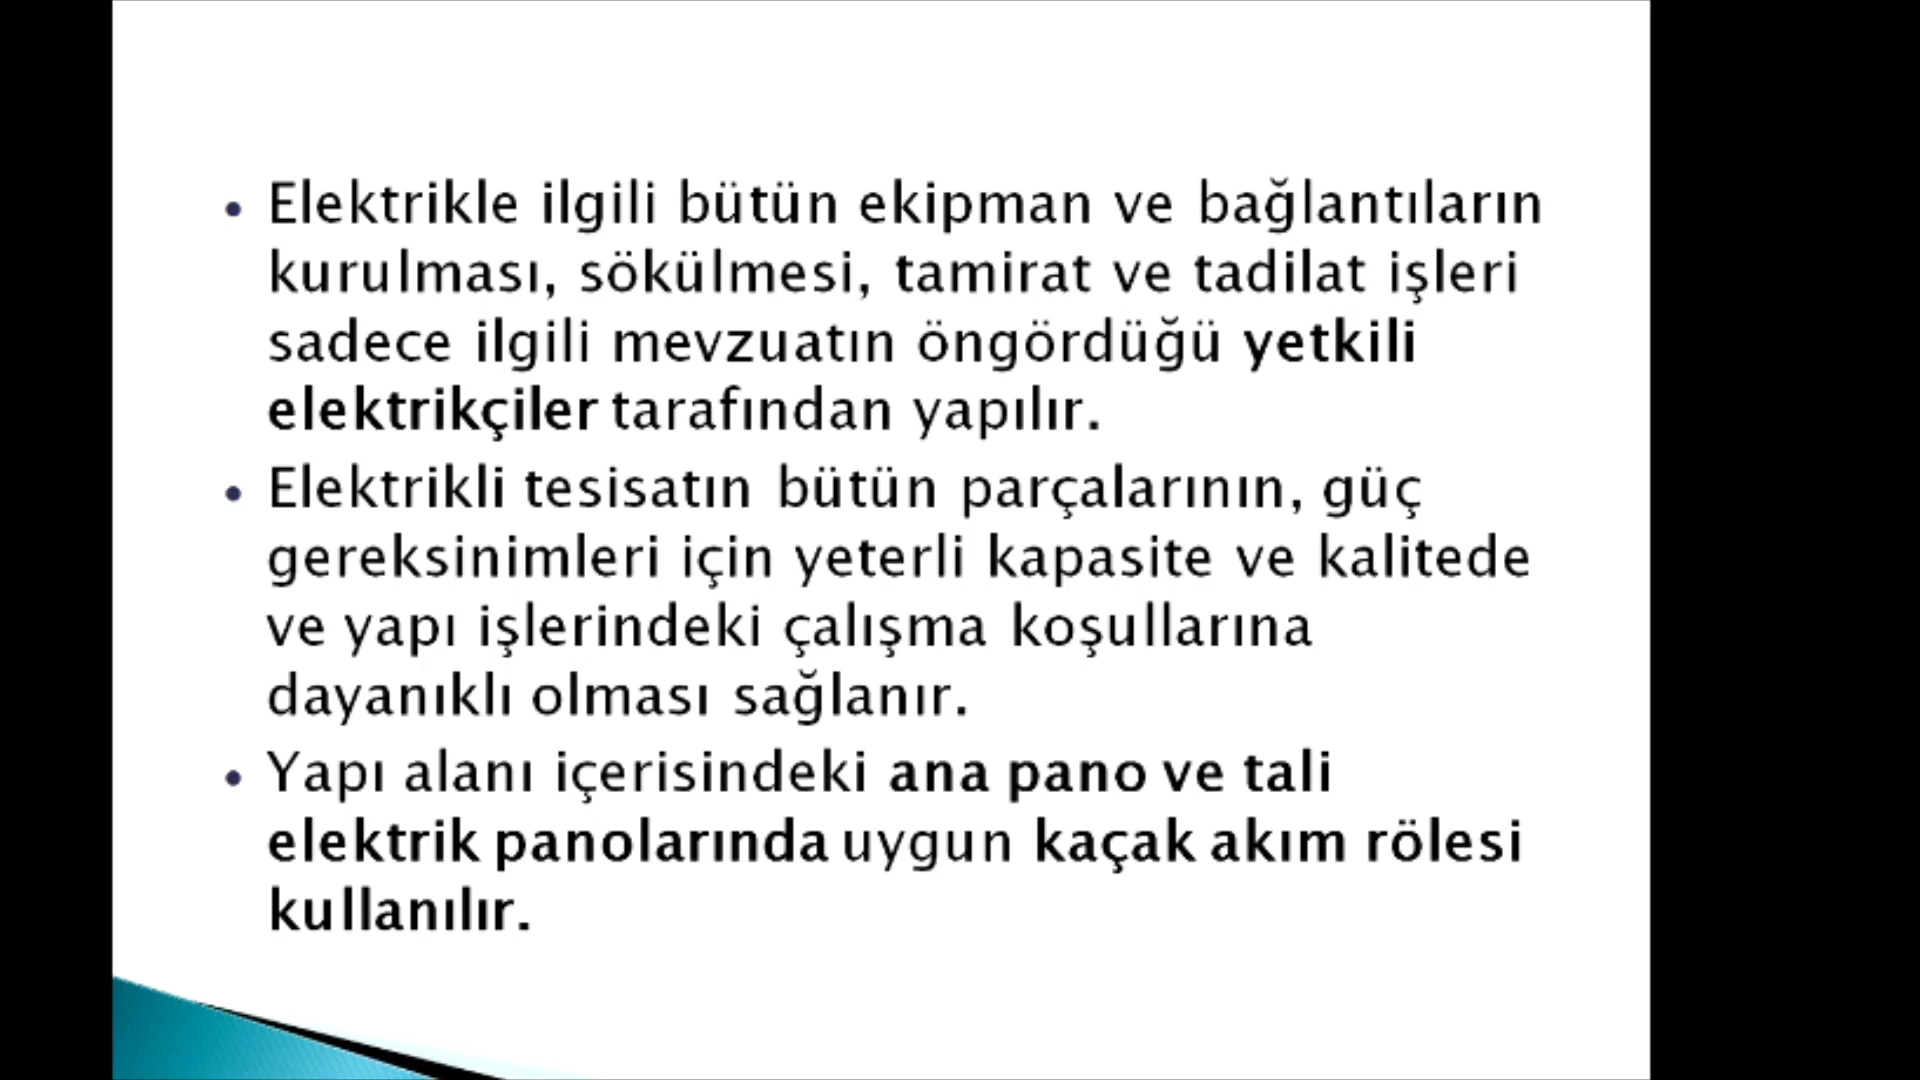 • Elektrikle ilgili bütün ekipman ve bağlantıların
kurulması, sökülmesi, tamirat ve tadilat işleri
sadece ilgili mevzuatın öngördüğü yetkili
elektrikçiler tarafından yapılır.
• Elektrikli tesisatın bütün parçalarının, güç
gereksinimleri için yeterli kapasite ve kalitede
ve yapı işlerindeki çalışma koşullarına
dayanıklı olması sağlanır.
• Yapı alanı içerisindeki ana pano ve tali
elektrik panolarında uygun kaçak akım rölesi
kullanılır.